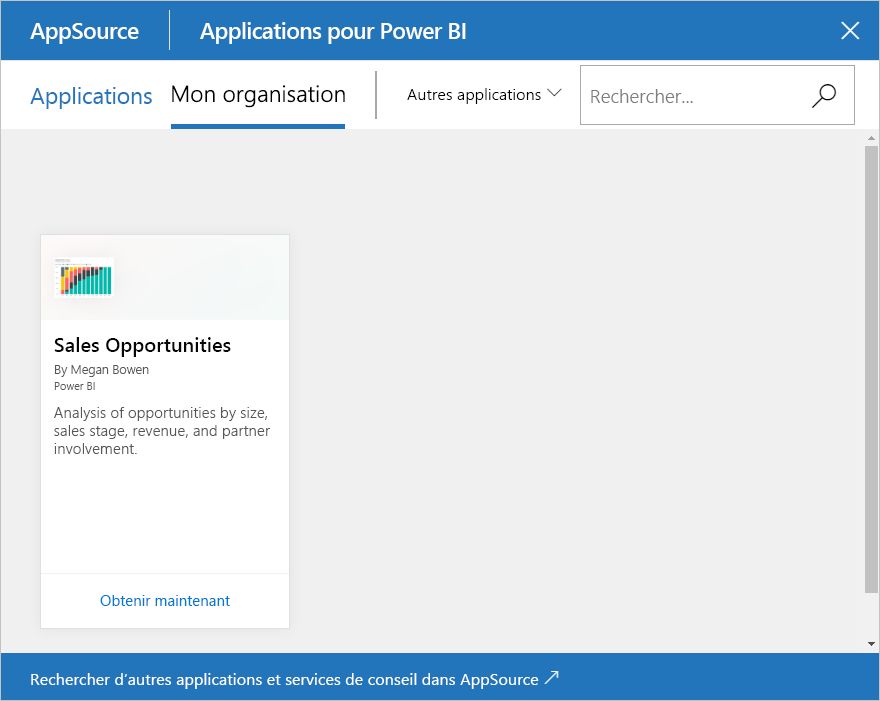 AppSource
Applications pour Power BI
Applications
Mon organisation
Autres applications
Rechercher...
Sales Opportunities
By Megan Bowen
Power BI
Analysis of opportunities by size,
sales stage, revenue, and partner
involvement.
Obtenir maintenant
Rechercher d’autres applications et services de conseil dans AppSource